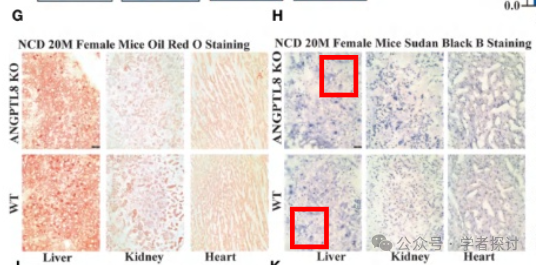 0.0
G
H
NCD 20M Female Mice Oil Red O Staining
NCD 20M Female Mice Sudan Black B Staining
ANGPTL8 KO
ANGPTL8 KO
WT
WT
公众号 · 学者探讨
Liver
Kidney
Heart
Liver
Kidney
Heart